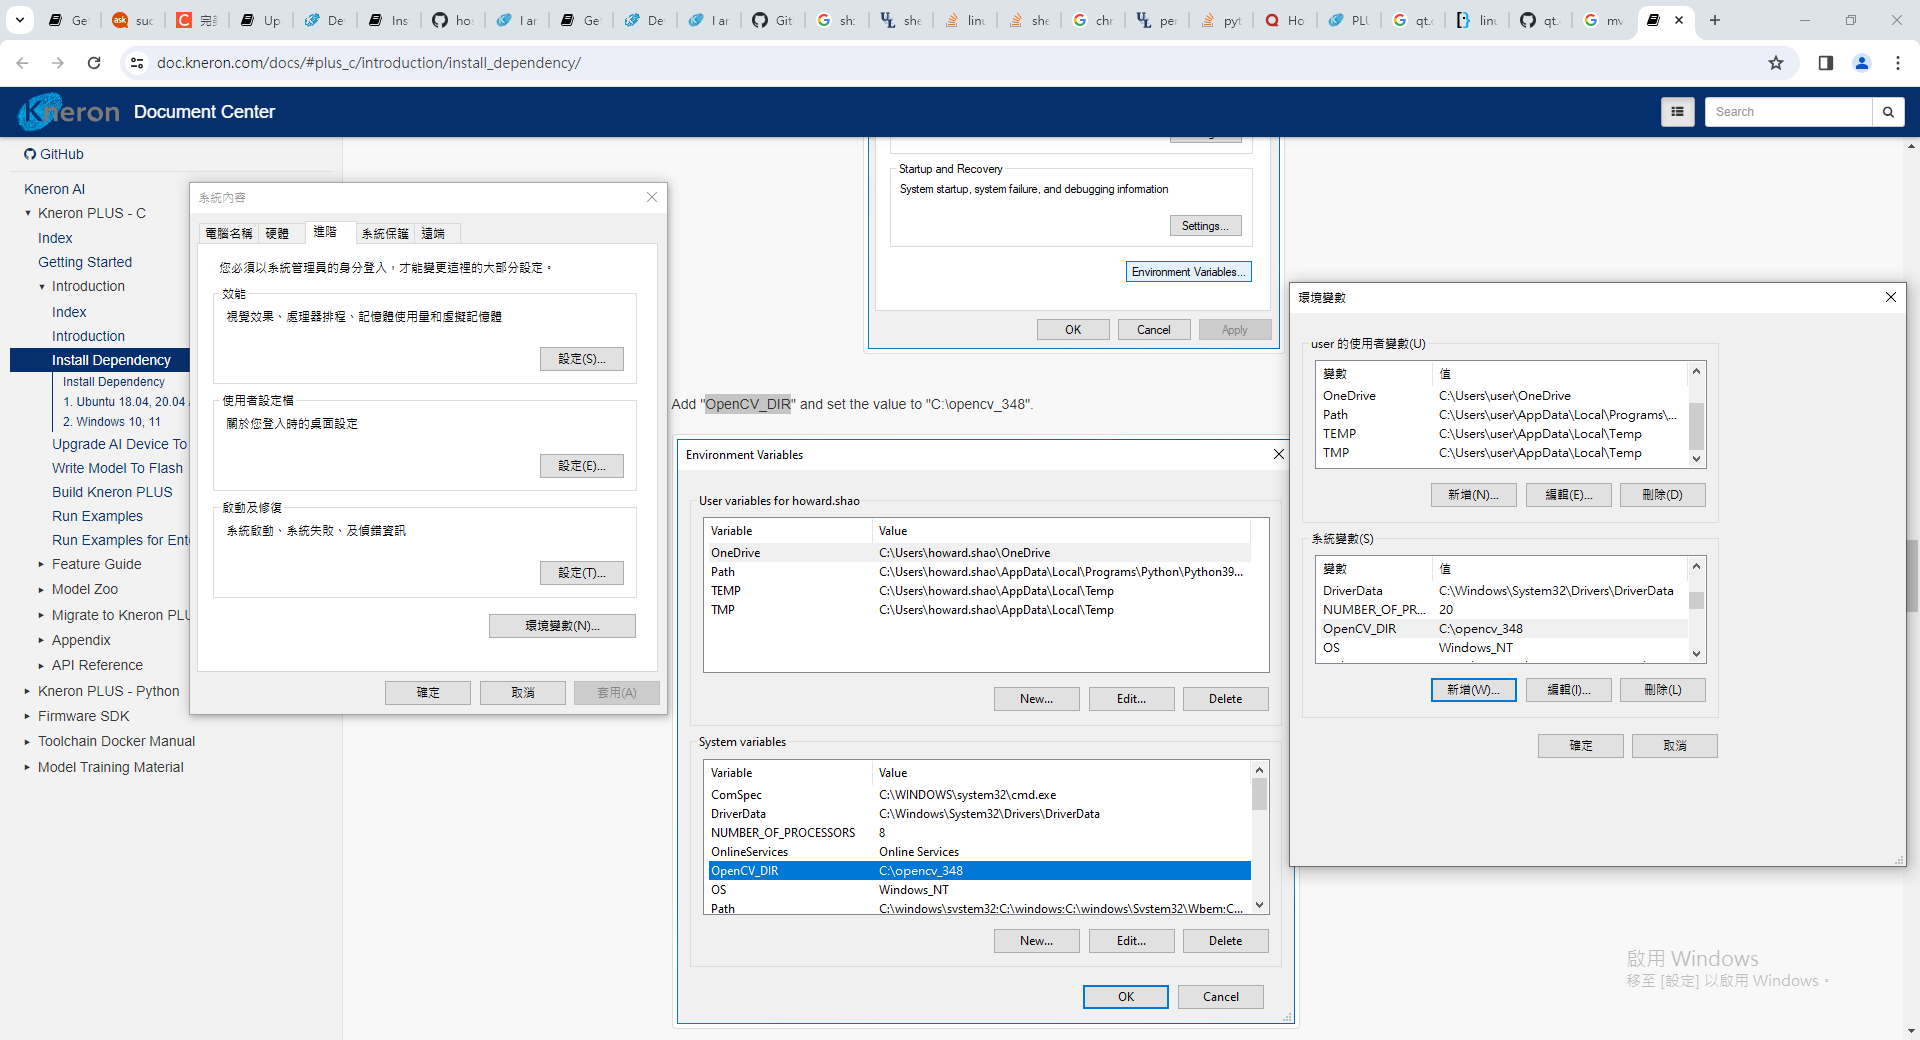 Get
suc
完美
Up
De
Ins
ho
I ar
Get
De
I ar
Git
sh:
she
linu
she
chr
per
pyt
Ho
PLU
qt.
linu
qt.
mv
doc.kneron.com/docs/#plus_c/introduction/install_dependency/
Kneron Document Center
Search
GitHub
Kneron AI
Kneron PLUS - C
Index
Getting Started
Introduction
Index
Introduction
Install Dependency
Install Dependency
1. Ubuntu 18.04, 20.04
2. Windows 10, 11
Upgrade AI Device To
Write Model To Flash
Build Kneron PLUS
Run Examples
Run Examples for Ent
Feature Guide
Model Zoo
Migrate to Kneron PLU
Appendix
API Reference
Kneron PLUS - Python
Firmware SDK
Toolchain Docker Manual
Model Training Material
系統內容
電腦名稱 硬體 進階 系統保護 遠端
您必須以系統管理員的身分登入，才能變更這裡的大部分設定。
效能
視覺效果、處理器排程、記憶體使用量和虛擬記憶體
設定(S)...
使用者設定檔
關於您登入時的桌面設定
設定(E)...
啟動及修復
系統啟動、系統失敗、及偵錯資訊
設定(T)...
環境變數(N)...
確定 取消 套用(A)
Startup and Recovery
System startup, system failure, and debugging information
Settings...
Environment Variables...
OK Cancel Apply
Add "OpenCV_DIR" and set the value to "C:\opencv_348".
Environment Variables
User variables for howard.shao
Variable Value
OneDrive C:\Users\howard.shao\OneDrive
Path C:\Users\howard.shao\AppData\Local\Programs\Python\Python39...
TEMP C:\Users\howard.shao\AppData\Local\Temp
TMP C:\Users\howard.shao\AppData\Local\Temp
New... Edit... Delete
System variables
Variable Value
ComSpec C:\WINDOWS\system32\cmd.exe
DriverData C:\Windows\System32\Drivers\DriverData
NUMBER_OF_PROCESSORS 8
OnlineServices Online Services
OpenCV_DIR C:\opencv_348
OS Windows_NT
Path C:\windows\system32;C:\windows;C:\windows\System32\Wbem;C...
New... Edit... Delete
OK Cancel
環境變數
user 的使用者變數(U)
變數 值
OneDrive C:\Users\user\OneDrive
Path C:\Users\user\AppData\Local\Programs\...
TEMP C:\Users\user\AppData\Local\Temp
TMP C:\Users\user\AppData\Local\Temp
新增(N)... 編輯(E)... 刪除(D)
系統變數(S)
變數 值
DriverData C:\Windows\System32\Drivers\DriverData
NUMBER_OF_PR... 20
OpenCV_DIR C:\opencv_348
OS Windows_NT
新增(W)... 編輯(I)... 刪除(L)
確定 取消
啟用 Windows
移至 [設定] 以啟用 Windows。